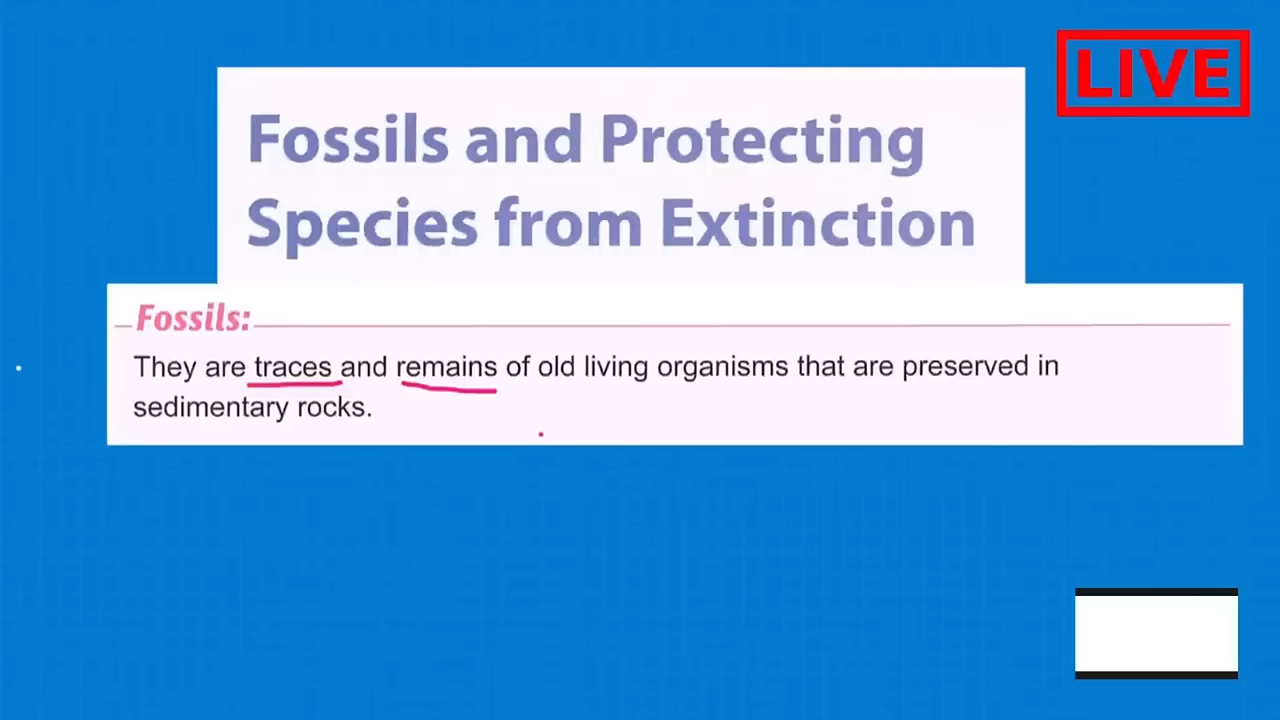 LIVE
Fossils and Protecting
Species from Extinction
Fossils:
They are traces and remains of old living organisms that are preserved in
sedimentary rocks.